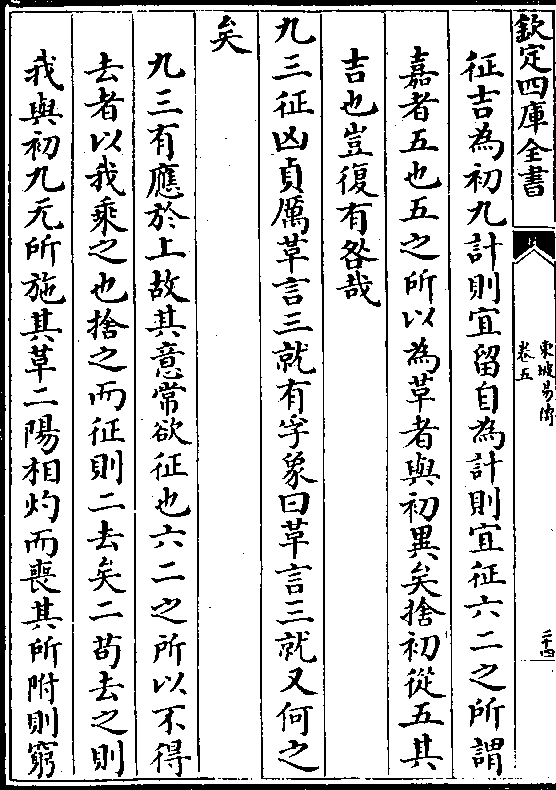 欽定四庫全書
東坡易傳
卷五
二十四
征吉為初九計則宜留自為計則宜征六二之所謂
嘉者五也五之所以為革者與初異矣捨初從五其
吉也豈復有咎哉
九三征凶貞厲革言三就有孚象曰革言三就又何之
矣
九三有應於上故其意常欲征也六二之所以不得
去者以我乘之也捨之而征則二去矣二苟去之則
我與初九无所施其革二陽相灼而喪其所附則窮